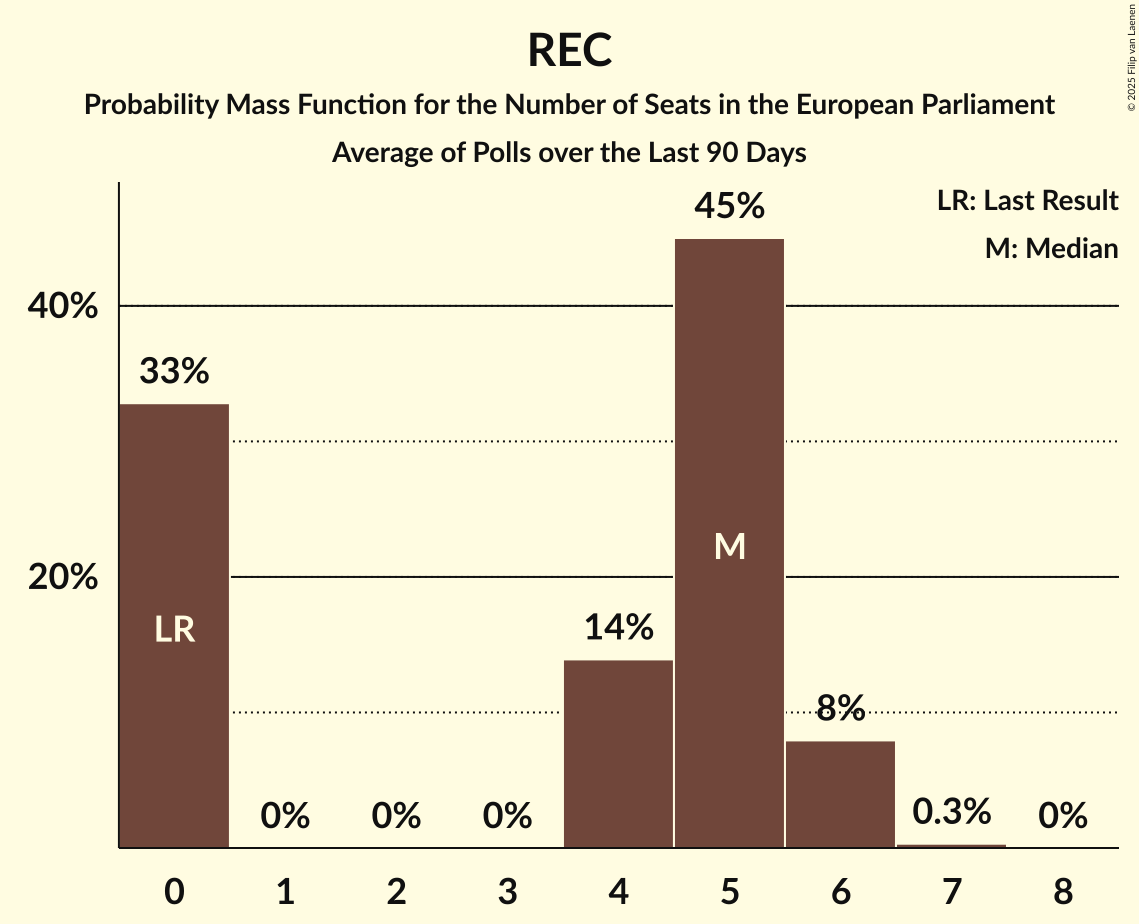 REC
Probability Mass Function for the Number of Seats in the European Parliament
Average of Polls over the Last 90 Days
© 2025 Filip van Laenen
LR: Last Result
M: Median
45%
40%
33%
M
20%
LR
14%
8%
0%
0%
0%
0.3%
0%
0
1
2
3
4
5
6
7
8